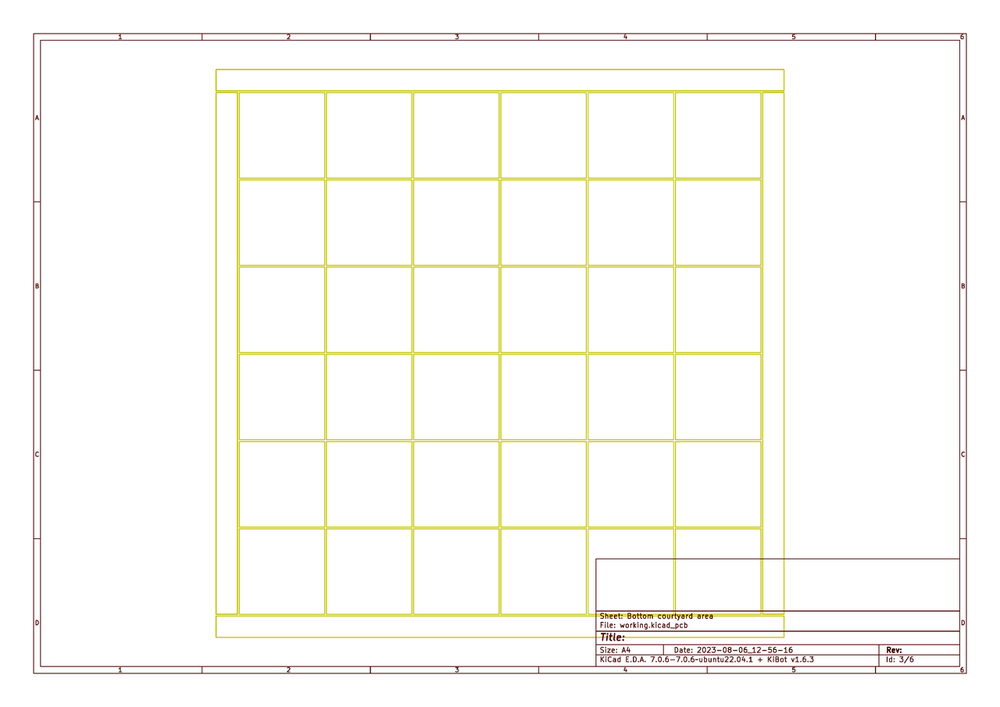 1 2 3 4 5 6
A A
B B
C C
D D
Sheet: Bottom courtyard area
File: working.kicad_pcb
Title:
Size: A4 Date: 2023-08-06_12-56-16 Rev:
KiCad E.D.A. 7.0.6-7.0.6-ubuntu22.04.1 + KiBot v1.6.3 Id: 3/6
1 2 3 4 5 6